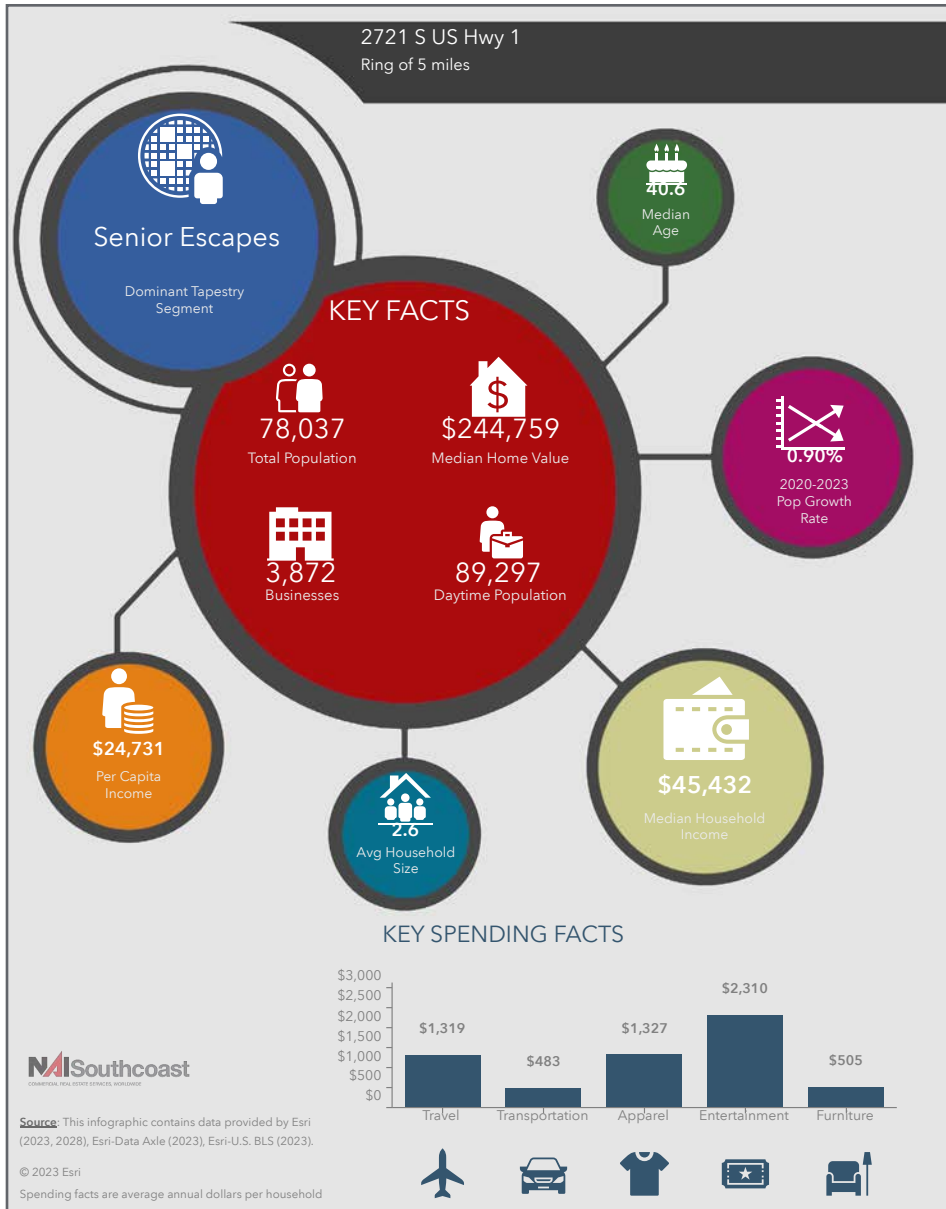 2721 S US Hwy 1
Ring of 5 miles
Senior Escapes
Dominant Tapestry
Segment
40.6
Median
Age
KEY FACTS
78,037
Total Population
$244,759
Median Home Value
3,872
Businesses
89,297
Daytime Population
0.90%
2020-2023
Pop Growth
Rate
$24,731
Per Capita
Income
2.6
Avg Household
Size
$45,432
Median Household
Income
KEY SPENDING FACTS
$3,000
$2,500
$2,000
$1,500
$1,000
$500
$0
$1,319
$483
$1,327
$2,310
$505
Travel
Transportation
Apparel
Entertainment
Furniture
NAISouthcoast
COMMERCIAL REAL ESTATE SERVICES, WORLDWIDE
Source: This infographic contains data provided by Esri
(2023, 2028), Esri-Data Axle (2023), Esri-U.S. BLS (2023).
© 2023 Esri
Spending facts are average annual dollars per household